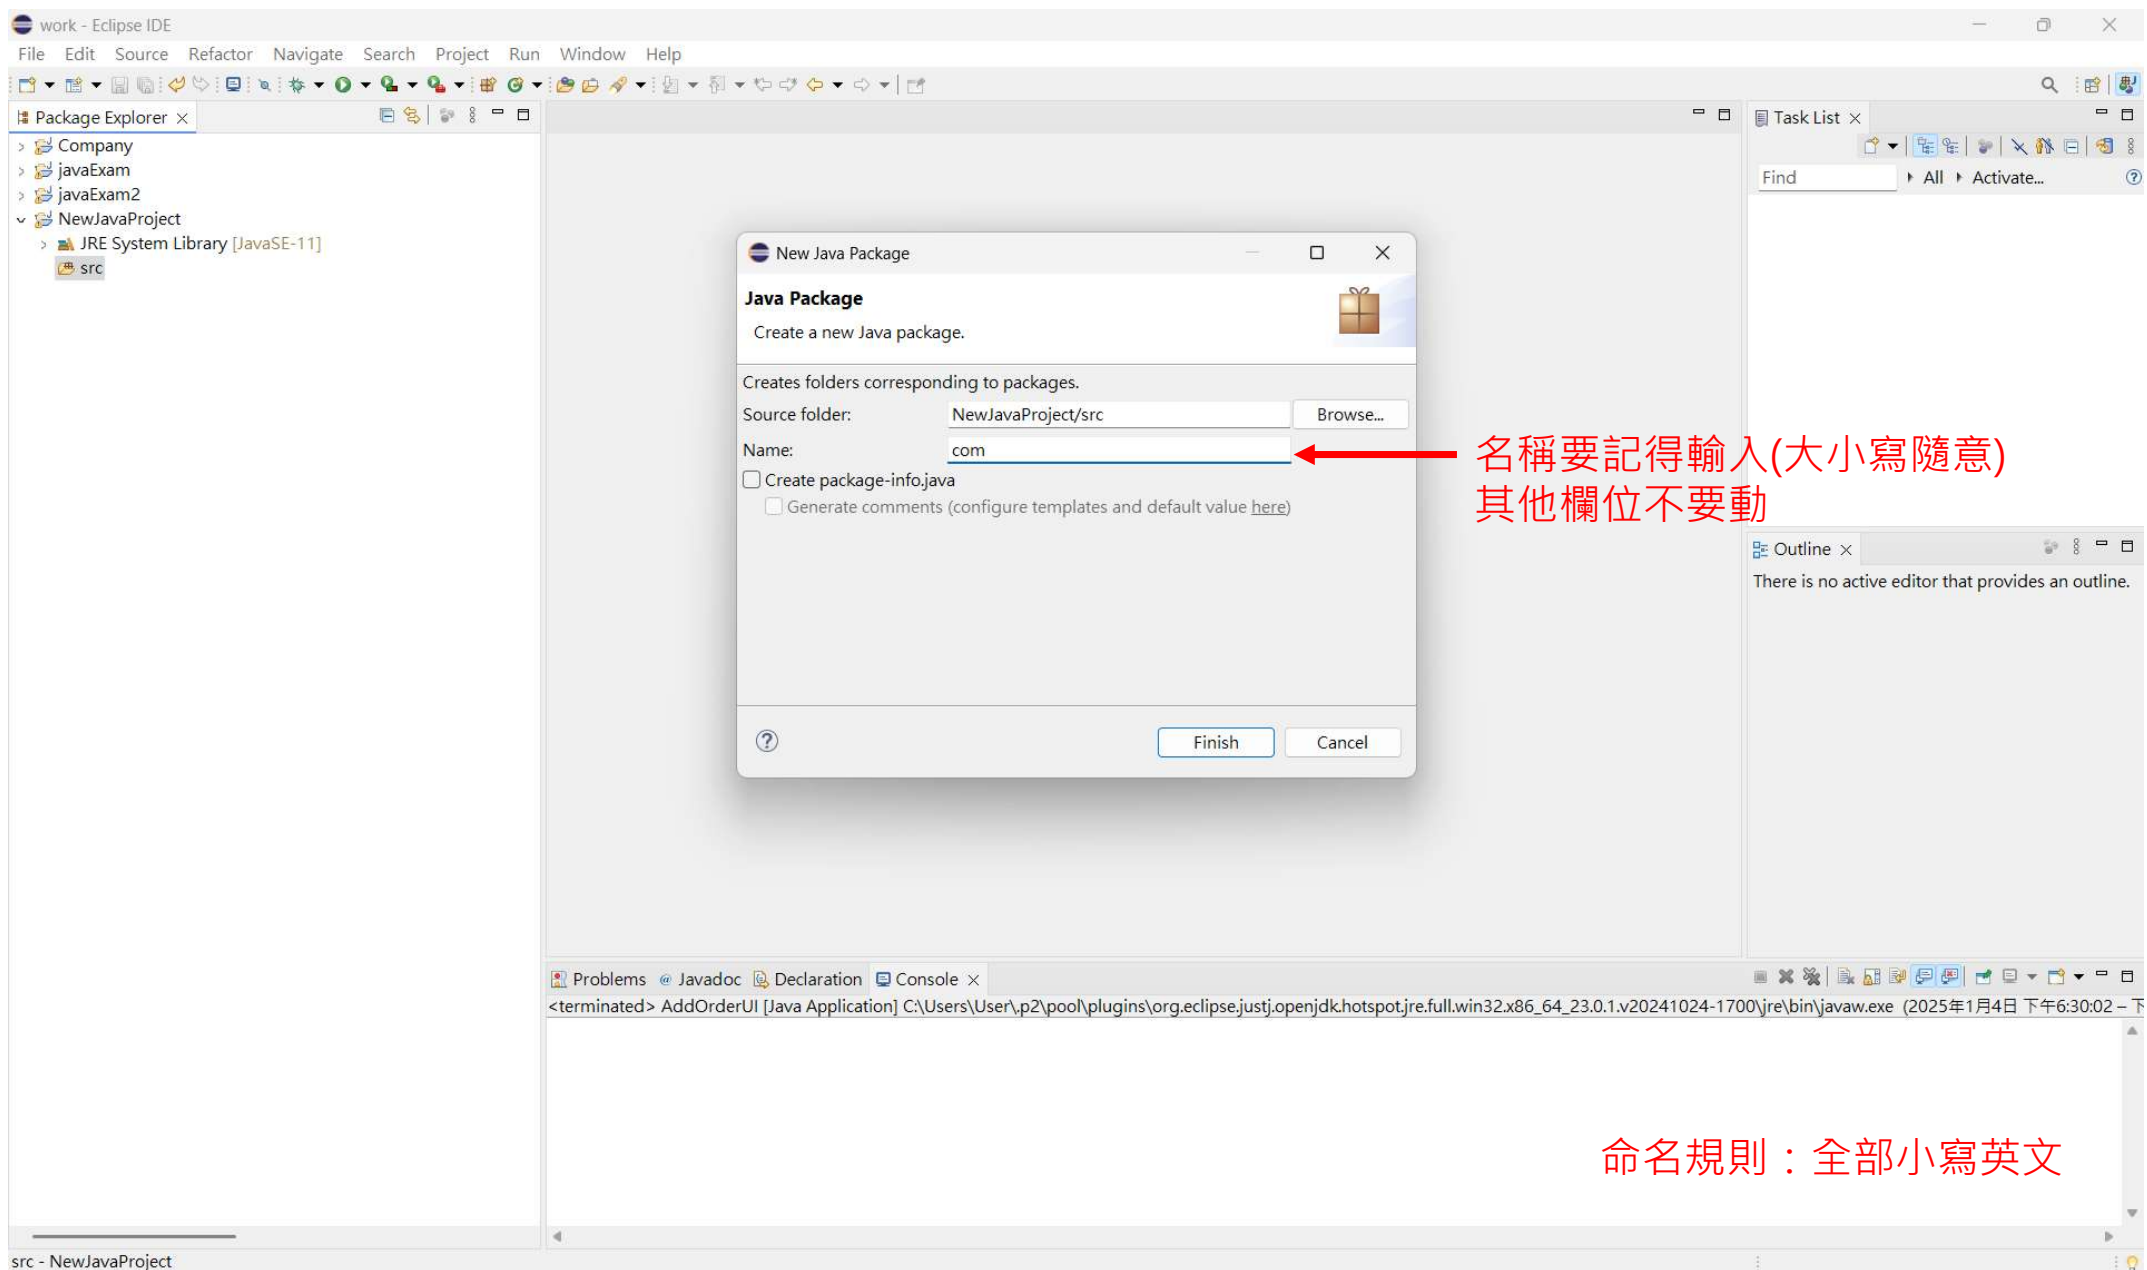 work - Eclipse IDE
File Edit Source Refactor Navigate Search Project Run Window Help
Package Explorer
Company
javaExam
javaExam2
NewJavaProject
JRE System Library [JavaSE-11]
src
New Java Package
Java Package
Create a new Java package.
Creates folders corresponding to packages.
Source folder: NewJavaProject/src Browse...
Name: com
Create package-info.java
Generate comments (configure templates and default value here)
Finish Cancel
名稱要記得輸入(大小寫隨意)
其他欄位不要動
Task List
Find All Activate...
Outline
There is no active editor that provides an outline.
Problems Javadoc Declaration Console
<terminated> AddOrderUI [Java Application] C:\Users\User\.p2\pool\plugins\org.eclipse.justj.openjdk.hotspot.jre.full.win32.x86_64_23.0.1.v20241024-1700\jre\bin\javaw.exe (2025年1月4日 下午6:30:02 – 下
命名規則：全部小寫英文
src - NewJavaProject